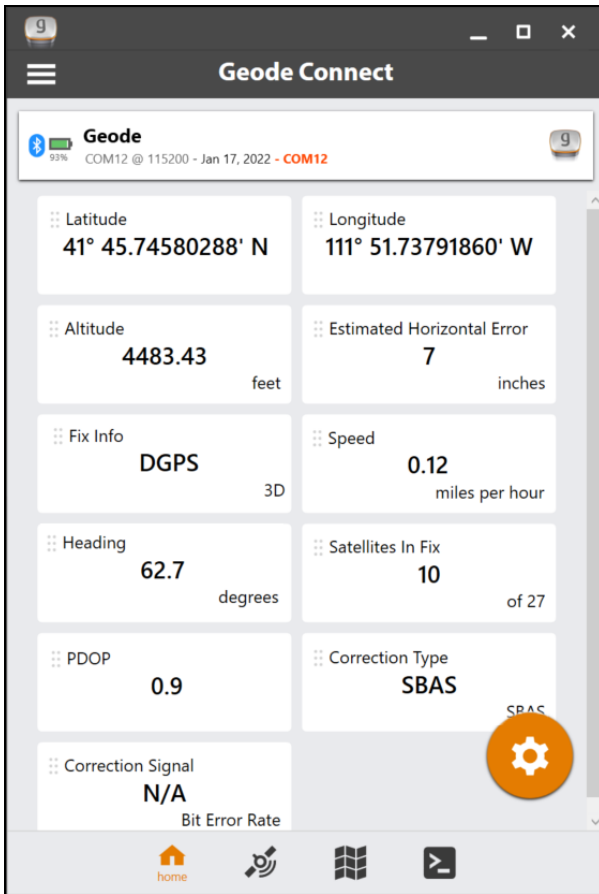 g
Geode Connect
93%
Geode
COM12 @ 115200 - Jan 17, 2022 - COM12
g
Latitude
41° 45.74580288' N
Longitude
111° 51.73791860' W
Altitude
4483.43
feet
Estimated Horizontal Error
7
inches
Fix Info
DGPS
3D
Speed
0.12
miles per hour
Heading
62.7
degrees
Satellites In Fix
10
of 27
PDOP
0.9
Correction Type
SBAS
SBAS
Correction Signal
N/A
Bit Error Rate
home